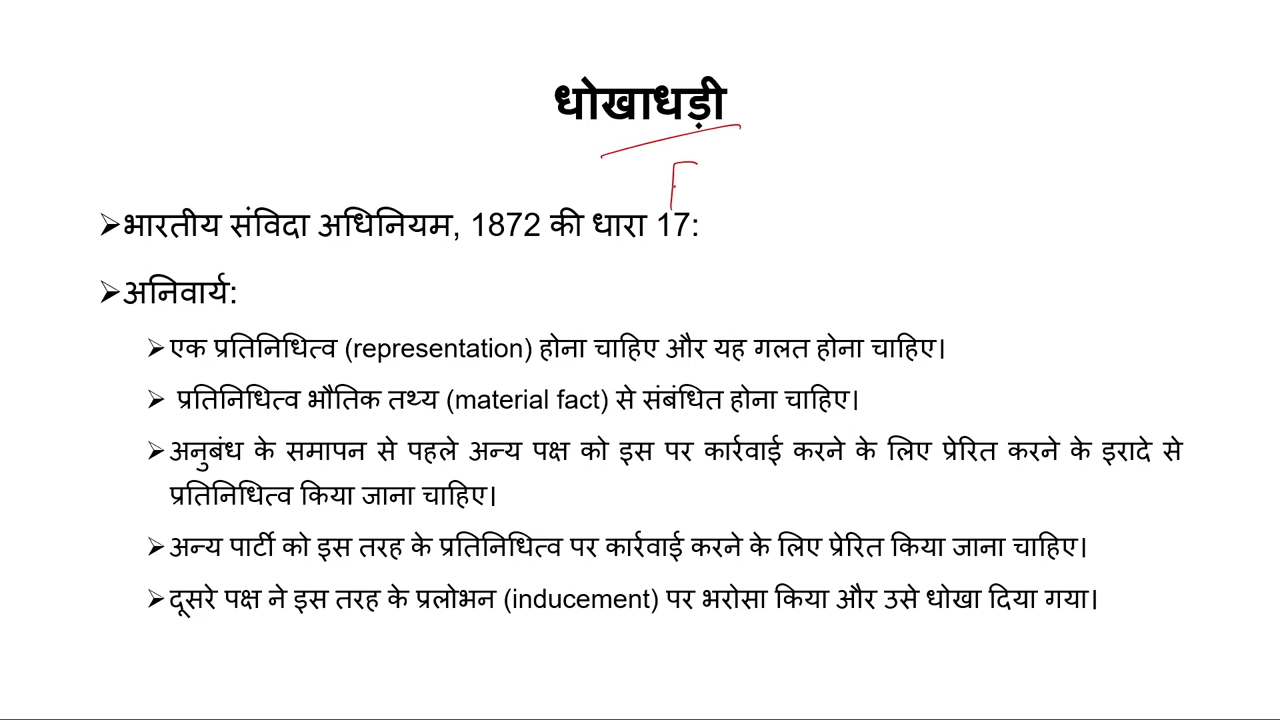 धोखाधड़ी
F
➢भारतीय संविदा अधिनियम, 1872 की धारा 17:
➢अनिवार्य:
➢एक प्रतिनिधित्व (representation) होना चाहिए और यह गलत होना चाहिए।
➢ प्रतिनिधित्व भौतिक तथ्य (material fact) से संबंधित होना चाहिए।
➢अनुबंध के समापन से पहले अन्य पक्ष को इस पर कार्रवाई करने के लिए प्रेरित करने के इरादे से
प्रतिनिधित्व किया जाना चाहिए।
➢अन्य पार्टी को इस तरह के प्रतिनिधित्व पर कार्रवाई करने के लिए प्रेरित किया जाना चाहिए।
➢दूसरे पक्ष ने इस तरह के प्रलोभन (inducement) पर भरोसा किया और उसे धोखा दिया गया।